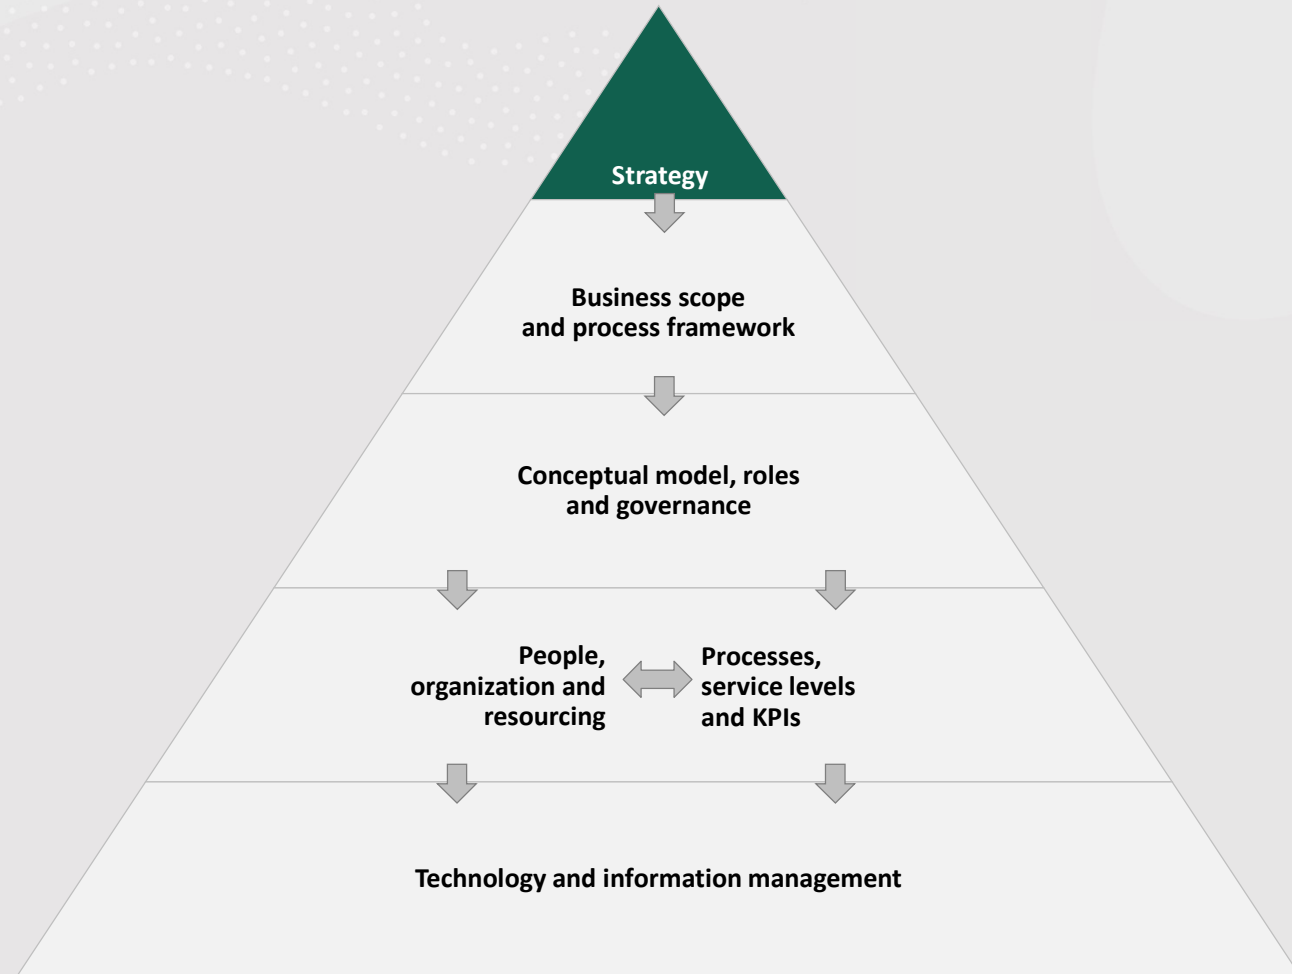 Strategy
Business scope
and process framework
Conceptual model, roles
and governance
People,
organization and
resourcing
Processes,
service levels
and KPIs
Technology and information management